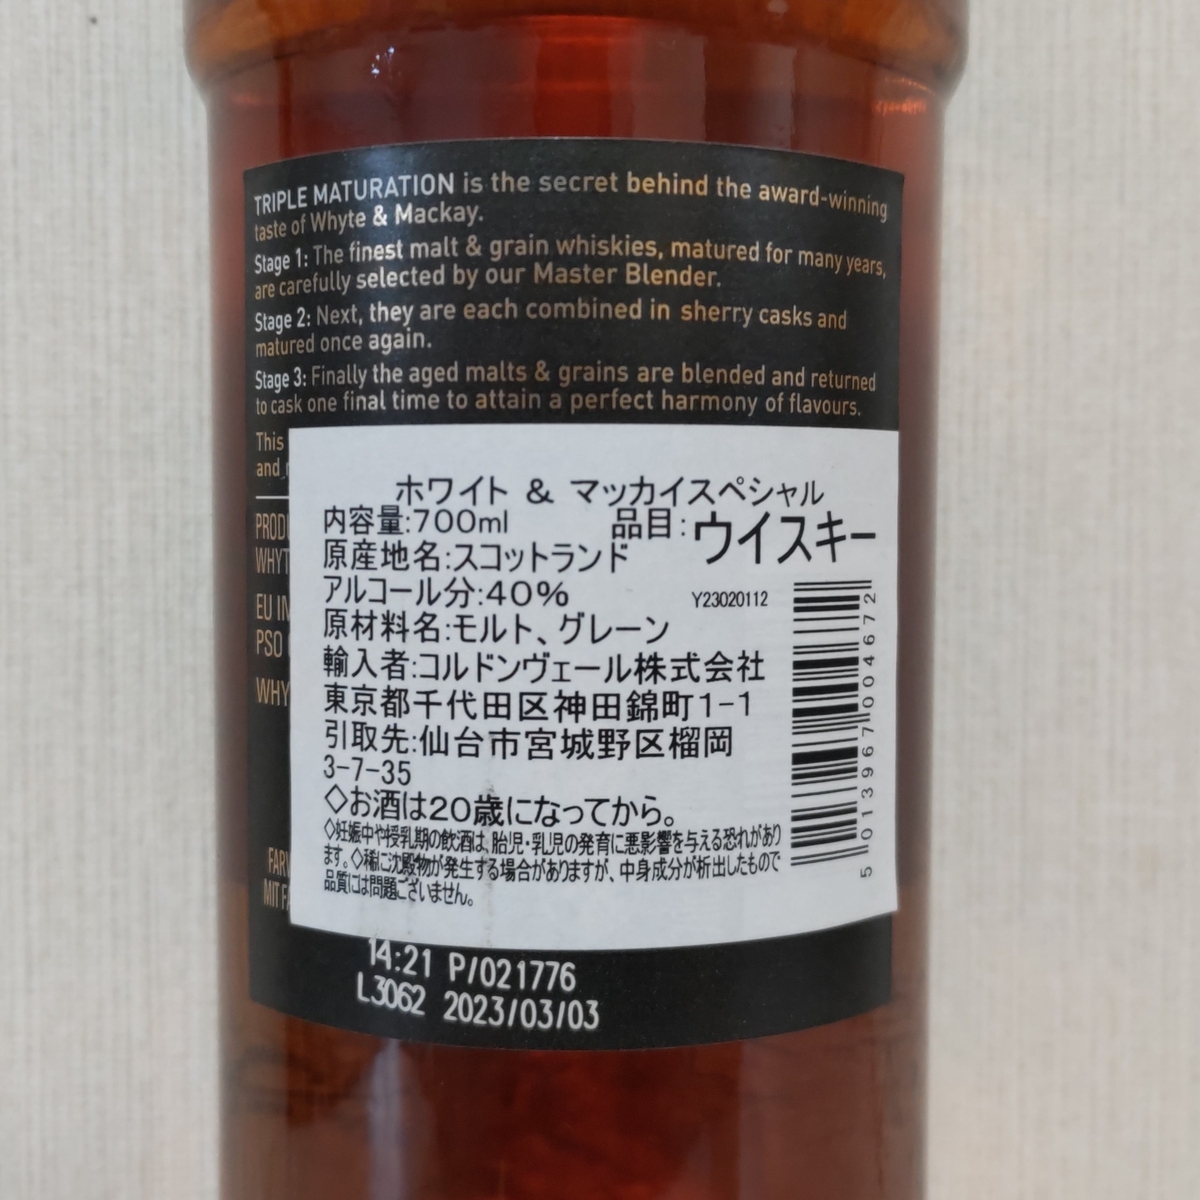 TRIPLE MATURATION is the secret behind the award-winning
taste of Whyte & Mackay.
Stage 1: The finest malt & grain whiskies, matured for many years,
are carefully selected by our Master Blender.
Stage 2: Next, they are each combined in sherry casks and
matured once again.
Stage 3: Finally the aged malts & grains are blended and returned
to cask one final time to attain a perfect harmony of flavours.
This
and
ホワイト & マッカイスペシャル
内容量:700ml 品目:ウイスキー
原産地名:スコットランド
アルコール分:40% Y23020112
原材料名:モルト、グレーン
輸入者:コルドンヴェール株式会社
東京都千代田区神田錦町1-1
引取先:仙台市宮城野区榴岡
3-7-35
◇お酒は20歳になってから。
◇妊娠中や授乳期の飲酒は、胎児・乳児の発育に悪影響を与える恐れがあり
ます。◇稀に沈殿物が発生する場合がありますが、中身成分が析出したもので
品質には問題ございません。
5 013967 004672
EU
PSO
14:21 P/021776
L3062 2023/03/03